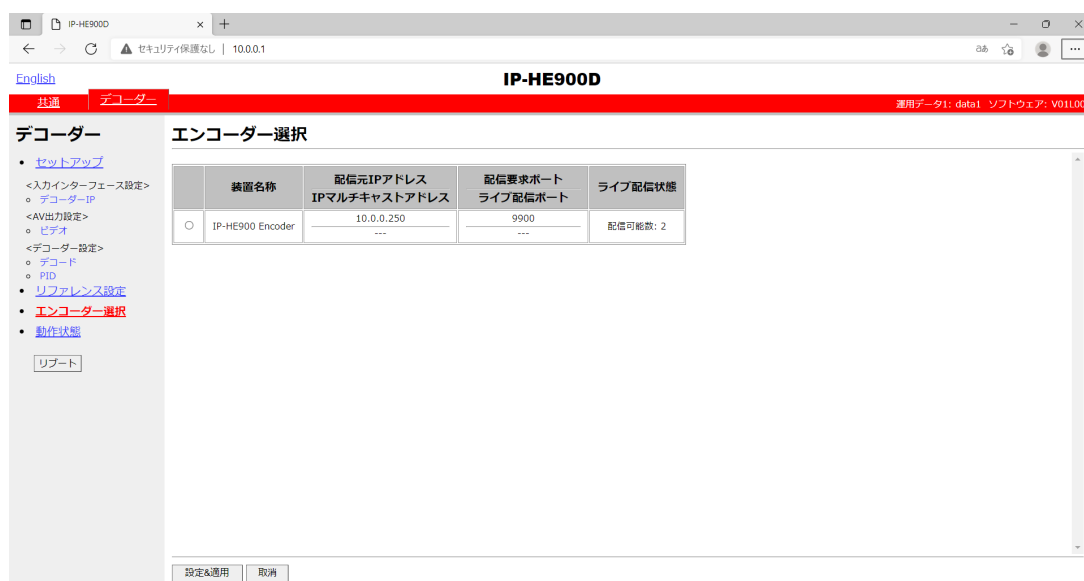 IP-HE900D
セキュリティ保護なし | 10.0.0.1
English
IP-HE900D
共通
デコーダー
運用データ1: data1 ソフトウェア: V01L00
デコーダー
セットアップ
<入力インターフェース設定>
デコーダーIP
<AV出力設定>
ビデオ
<デコーダー設定>
デコード
PID
リファレンス設定
エンコーダー選択
動作状態
リブート
エンコーダー選択
装置名称
配信元IPアドレス
IPマルチキャストアドレス
配信要求ポート
ライブ配信ポート
ライブ配信状態
IP-HE900 Encoder
10.0.0.250
---
9900
---
配信可能数: 2
設定&適用
取消